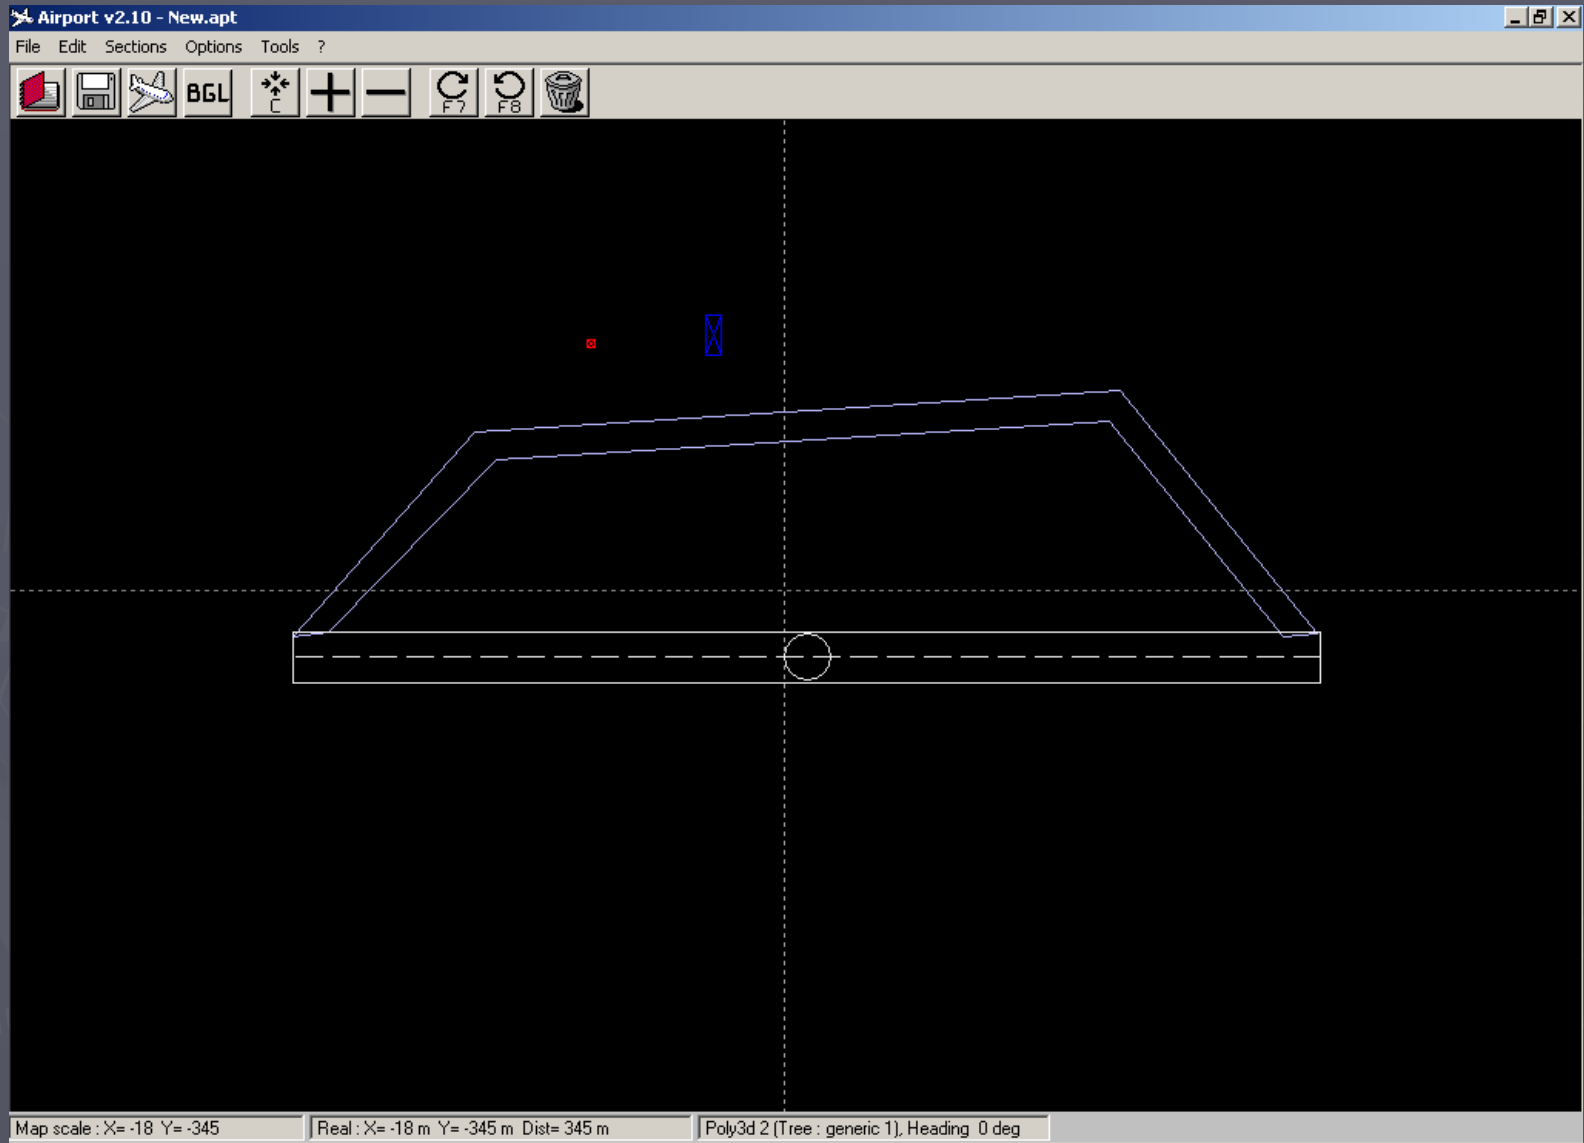 Airport v2.10 - New.apt
File Edit Sections Options Tools ?
BGL C F7 F8
Map scale : X= -18 Y= -345 Real : X= -18 m Y= -345 m Dist= 345 m Poly3d 2 (Tree : generic 1), Heading 0 deg